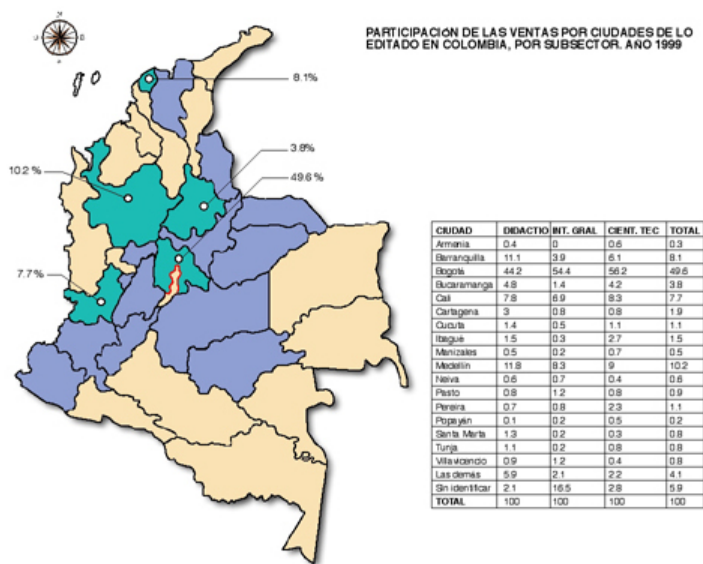 PARTICIPACIÓN DE LAS VENTAS POR CIUDADES DE LO
EDITADO EN COLOMBIA, POR SUBSECTOR. AÑO 1999
8.1%
3.8%
10.2 %
49.6 %
7.7%
CIUDAD DIDACTIO INT. GRAL CIENT. TEC TOTAL
Armenia 0.4 0 0.6 0.3
Barranquilla 11.1 3.9 6.1 8.1
Bogotá 44.2 54.4 56.2 49.6
Bucaramanga 4.8 1.4 4.2 3.8
Cali 7.8 6.9 8.3 7.7
Cartagena 3 0.8 0.8 1.9
Cucuta 1.4 0.5 1.1 1.1
Ibagué 1.5 0.3 2.7 1.5
Manizales 0.5 0.2 0.7 0.5
Medellín 11.8 8.3 9 10.2
Neiva 0.6 0.7 0.4 0.6
Pasto 0.8 1.2 0.8 0.9
Pereira 0.7 0.8 2.3 1.1
Popayán 0.1 0.2 0.5 0.2
Santa Marta 1.3 0.2 0.3 0.8
Tunja 1.1 0.2 0.8 0.8
Villavicencio 0.9 1.2 0.4 0.8
Las demás 5.9 2.1 2.2 4.1
Sin identificar 2.1 16.5 2.8 5.9
TOTAL 100 100 100 100